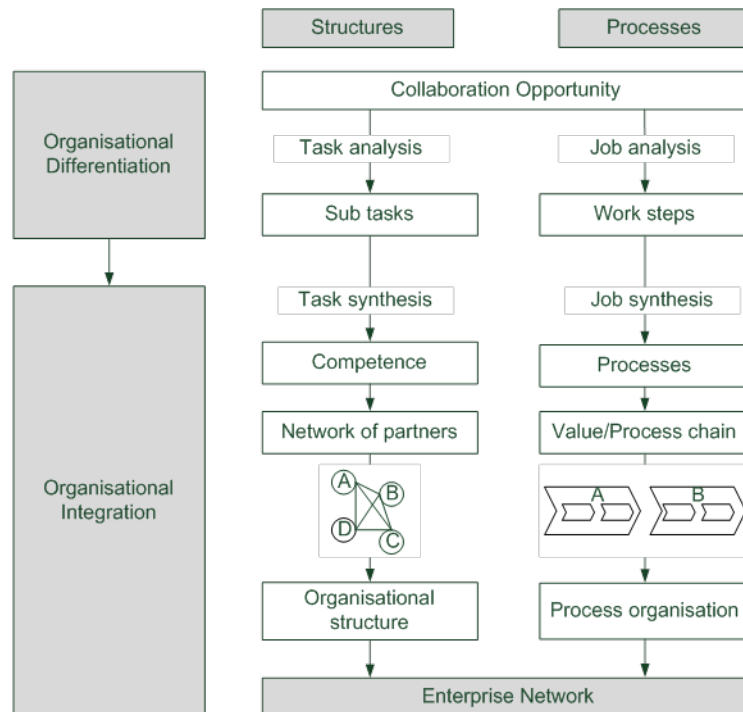 Structures
Processes
Organisational
Differentiation
Collaboration Opportunity
Task analysis
Job analysis
Sub tasks
Work steps
Organisational
Integration
Task synthesis
Job synthesis
Competence
Processes
Network of partners
Value/Process chain
A
B
D
C
A
B
Organisational
structure
Process organisation
Enterprise Network